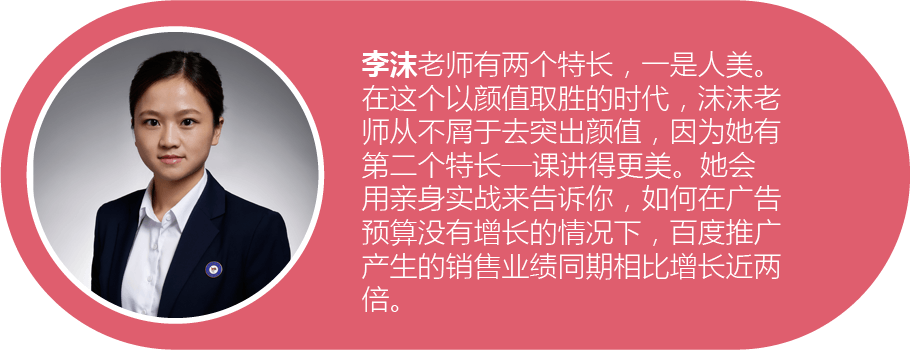 李沫老师有两个特长，一是人美。
在这个以颜值取胜的时代，沫沫老
师从不屑于去突出颜值，因为她有
第二个特长—课讲得更美。她会
用亲身实战来告诉你，如何在广告
预算没有增长的情况下，百度推广
产生的销售业绩同期相比增长近两
倍。